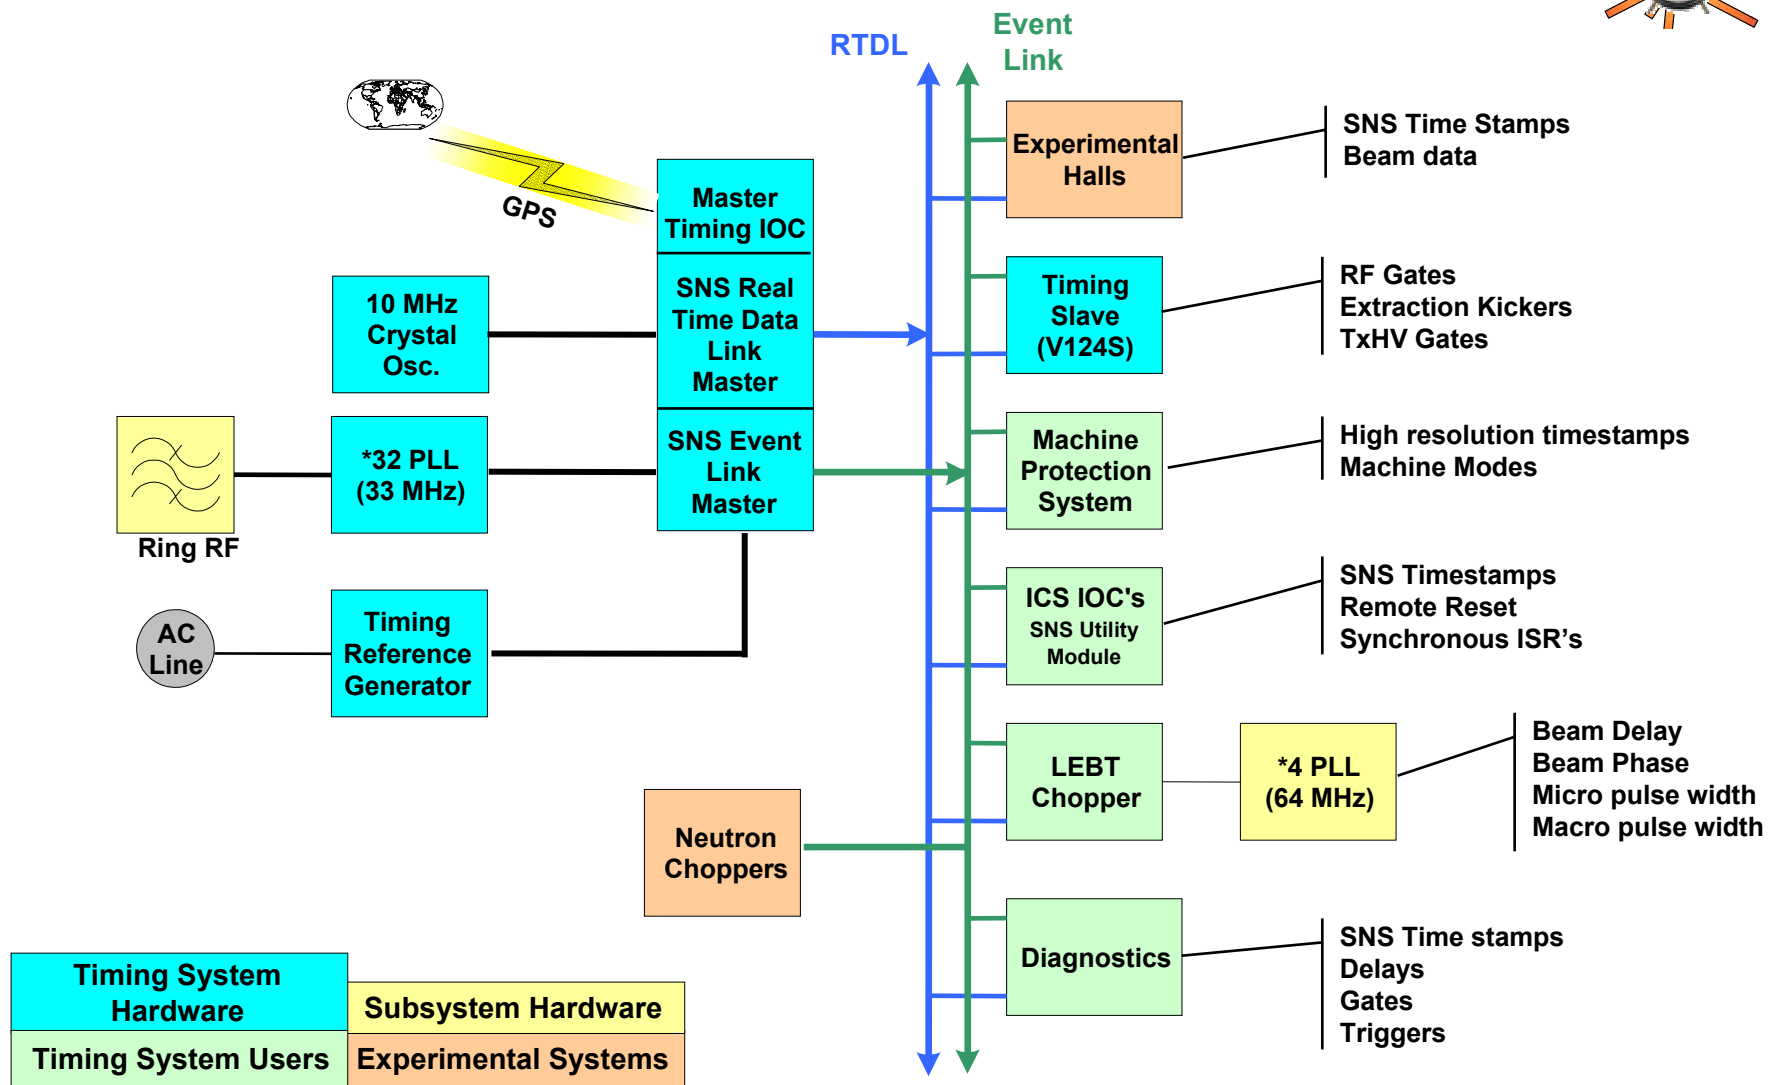 RTDL
Event
Link
GPS
Master
Timing IOC
SNS Real
Time Data
Link
Master
SNS Event
Link
Master
10 MHz
Crystal
Osc.
*32 PLL
(33 MHz)
Ring RF
AC
Line
Timing
Reference
Generator
Neutron
Choppers
Experimental
Halls
SNS Time Stamps
Beam data
Timing
Slave
(V124S)
RF Gates
Extraction Kickers
TxHV Gates
Machine
Protection
System
High resolution timestamps
Machine Modes
ICS IOC's
SNS Utility
Module
SNS Timestamps
Remote Reset
Synchronous ISR’s
LEBT
Chopper
*4 PLL
(64 MHz)
Beam Delay
Beam Phase
Micro pulse width
Macro pulse width
Diagnostics
SNS Time stamps
Delays
Gates
Triggers
Timing System
Hardware
Subsystem Hardware
Timing System Users
Experimental Systems